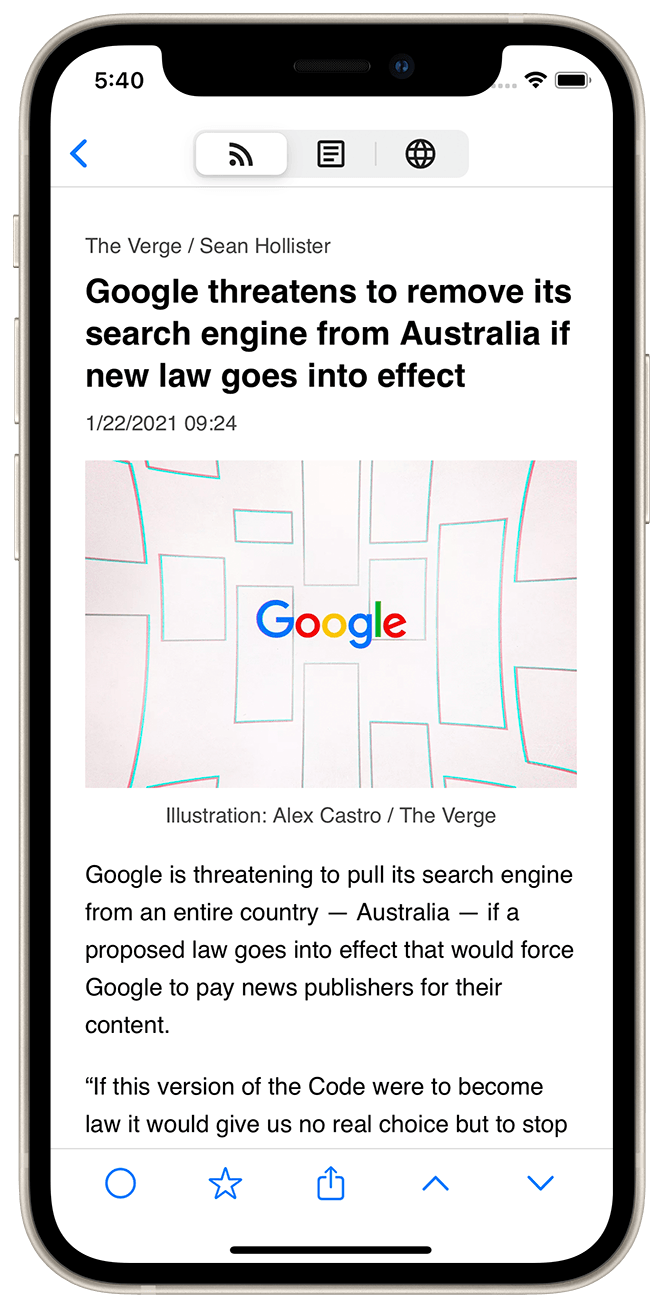 5:40
The Verge / Sean Hollister
Google threatens to remove its
search engine from Australia if
new law goes into effect
1/22/2021 09:24
Google
Illustration: Alex Castro / The Verge
Google is threatening to pull its search engine
from an entire country — Australia — if a
proposed law goes into effect that would force
Google to pay news publishers for their
content.
“If this version of the Code were to become
law it would give us no real choice but to stop